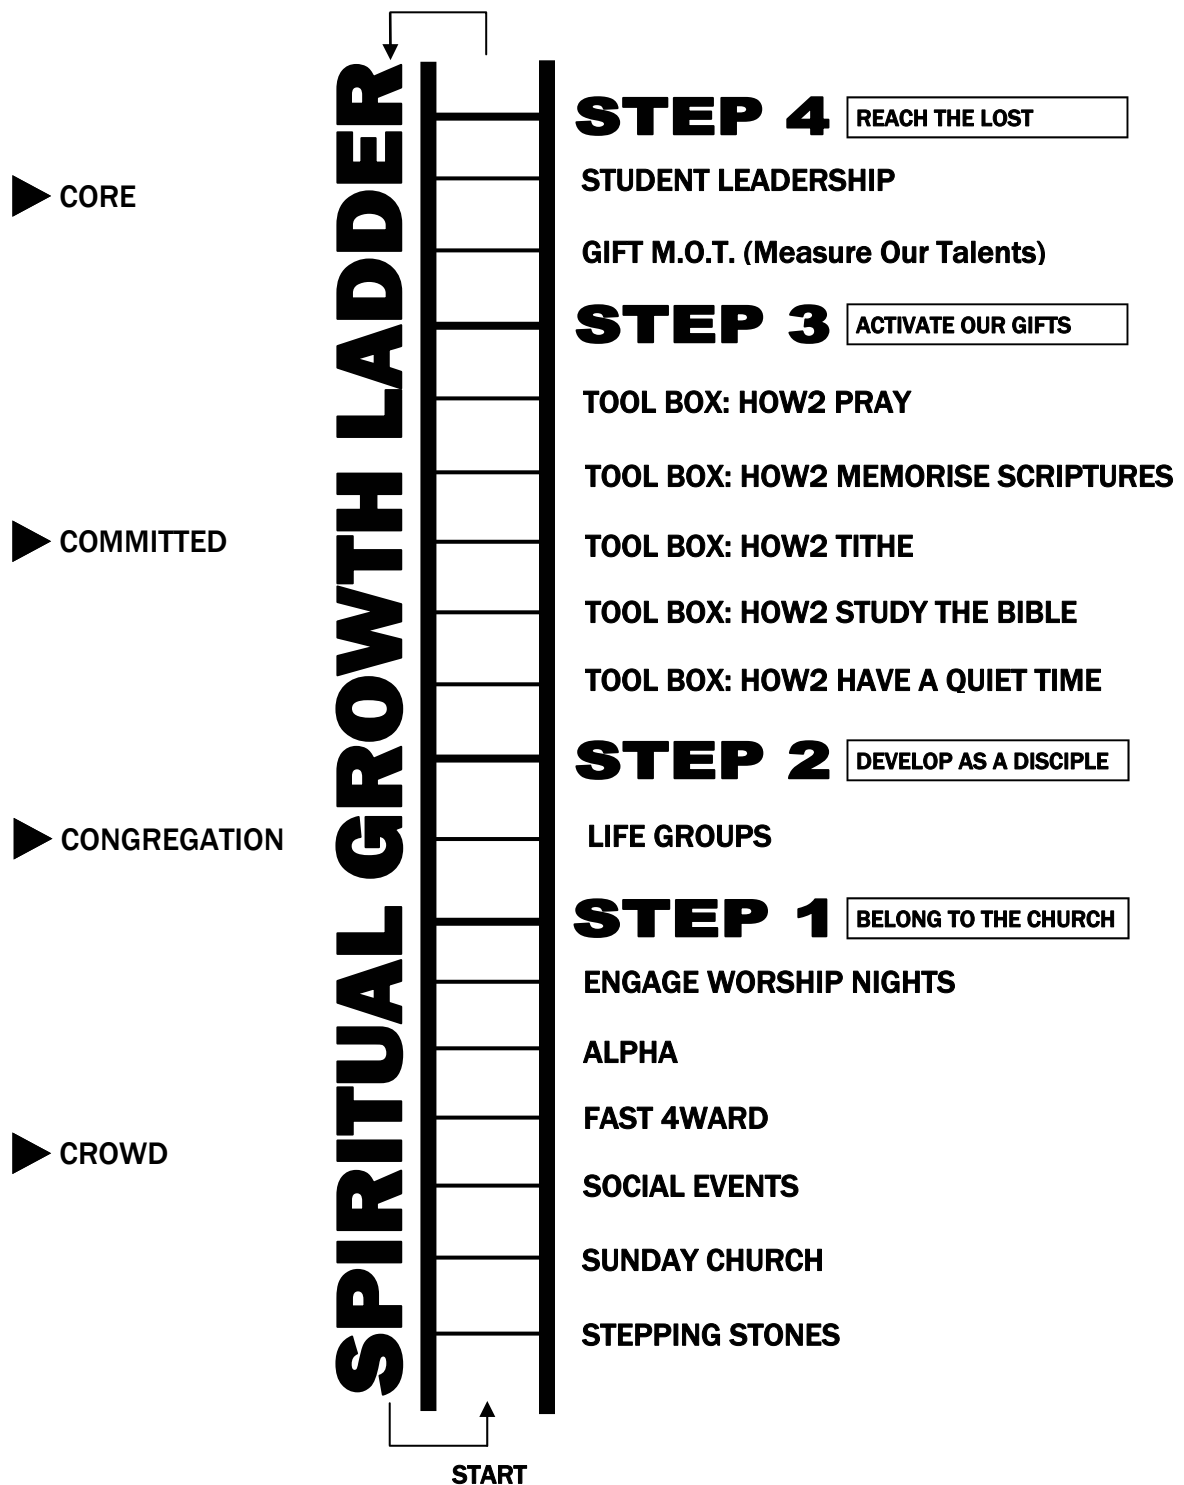 SPIRITUAL GROWTH LADDER
STEP 4 REACH THE LOST
STUDENT LEADERSHIP
CORE
GIFT M.O.T. (Measure Our Talents)
STEP 3 ACTIVATE OUR GIFTS
TOOL BOX: HOW2 PRAY
TOOL BOX: HOW2 MEMORISE SCRIPTURES
COMMITTED
TOOL BOX: HOW2 TITHE
TOOL BOX: HOW2 STUDY THE BIBLE
TOOL BOX: HOW2 HAVE A QUIET TIME
STEP 2 DEVELOP AS A DISCIPLE
CONGREGATION
LIFE GROUPS
STEP 1 BELONG TO THE CHURCH
ENGAGE WORSHIP NIGHTS
ALPHA
FAST 4WARD
CROWD
SOCIAL EVENTS
SUNDAY CHURCH
STEPPING STONES
START